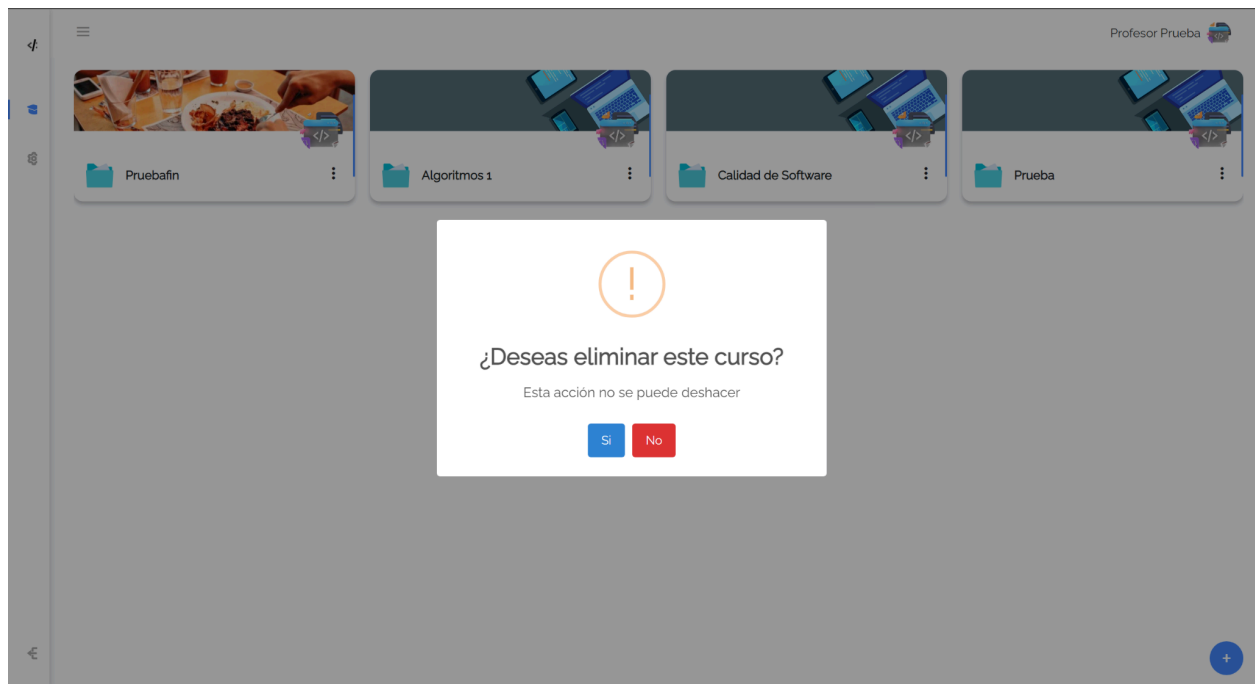 Profesor Prueba
Pruebafin
Algoritmos 1
Calidad de Software
Prueba
¿Deseas eliminar este curso?
Esta acción no se puede deshacer
Si
No